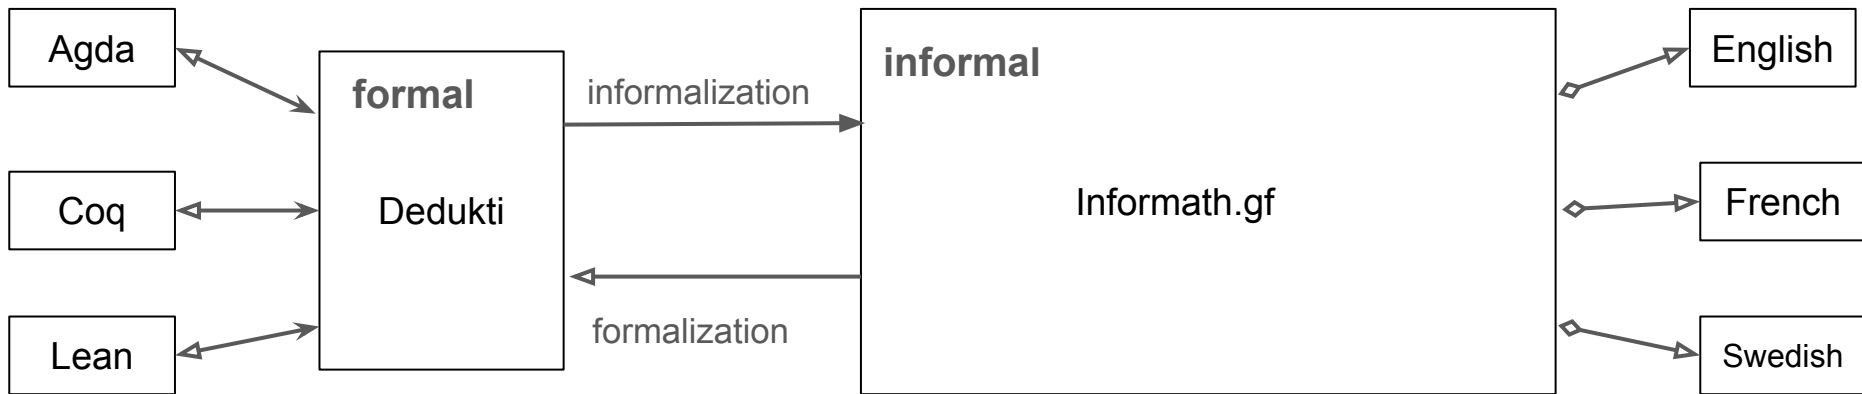 Agda
Coq
Lean
formal
Dedukti
informalization
formalization
informal
Informath.gf
English
French
Swedish